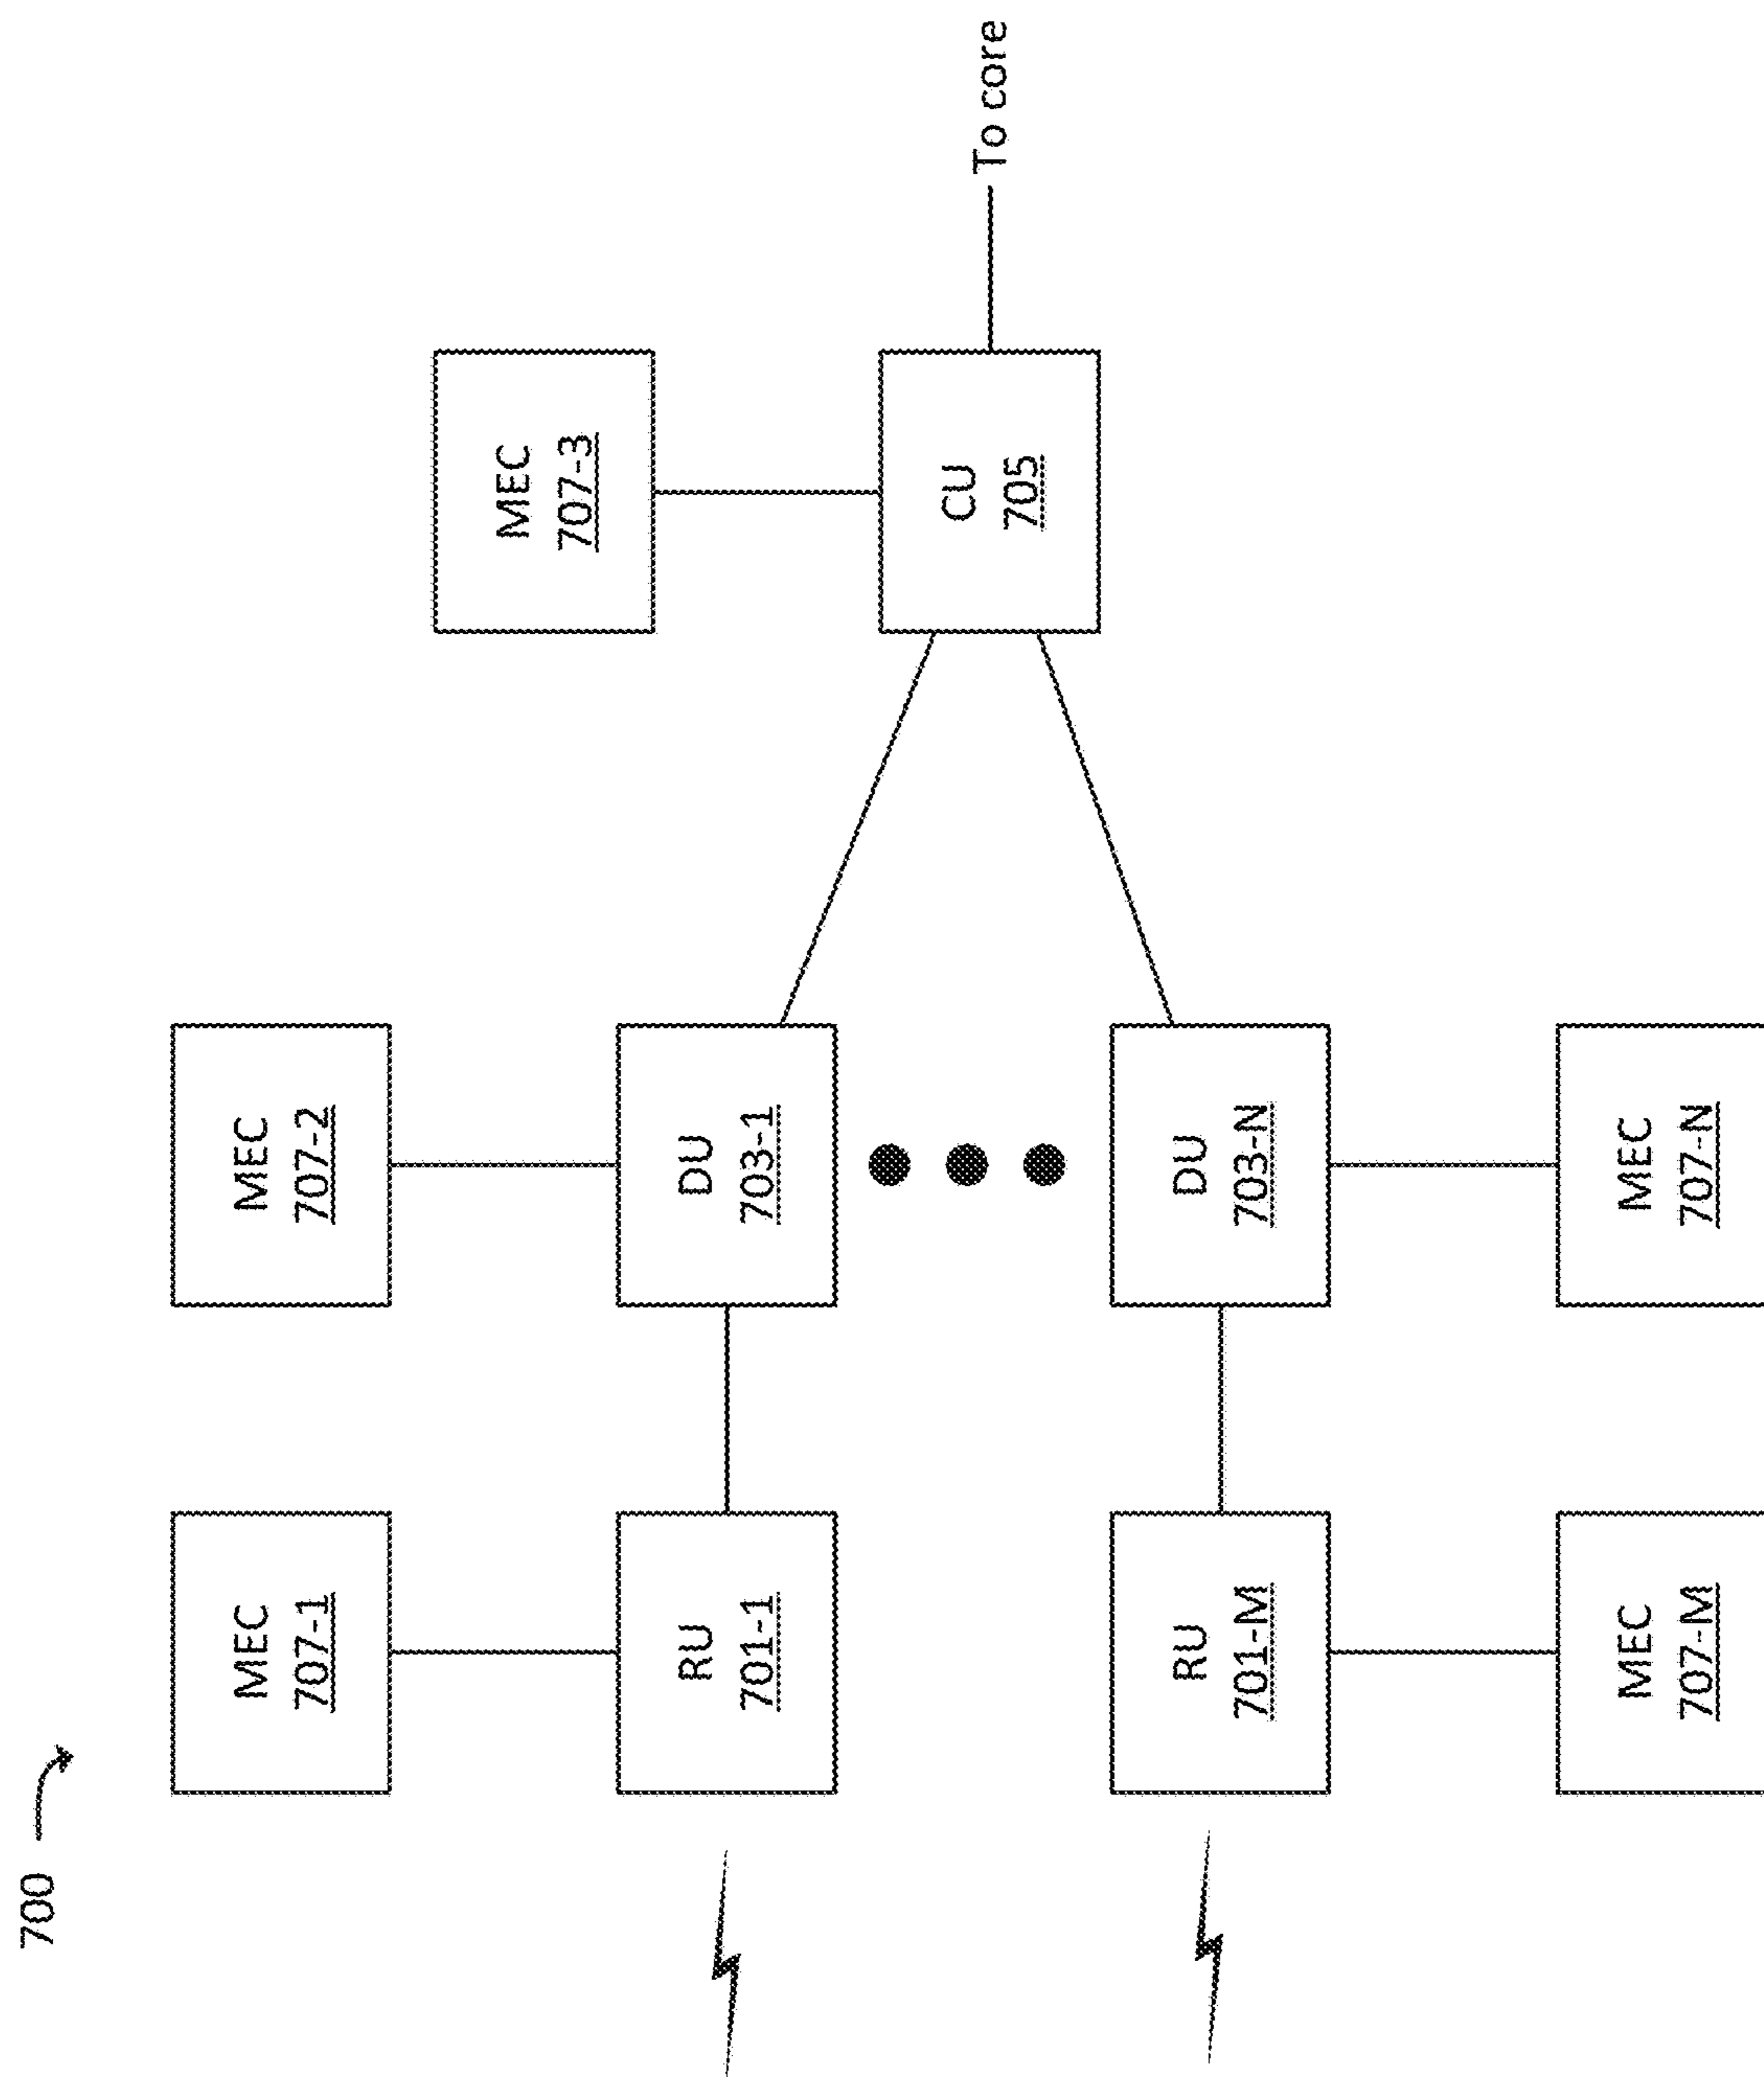 700
MEC
707-1
MEC
707-2
MEC
707-3
RU
701-1
DU
703-1
CU
705
To core
RU
701-M
DU
703-N
MEC
707-M
MEC
707-N